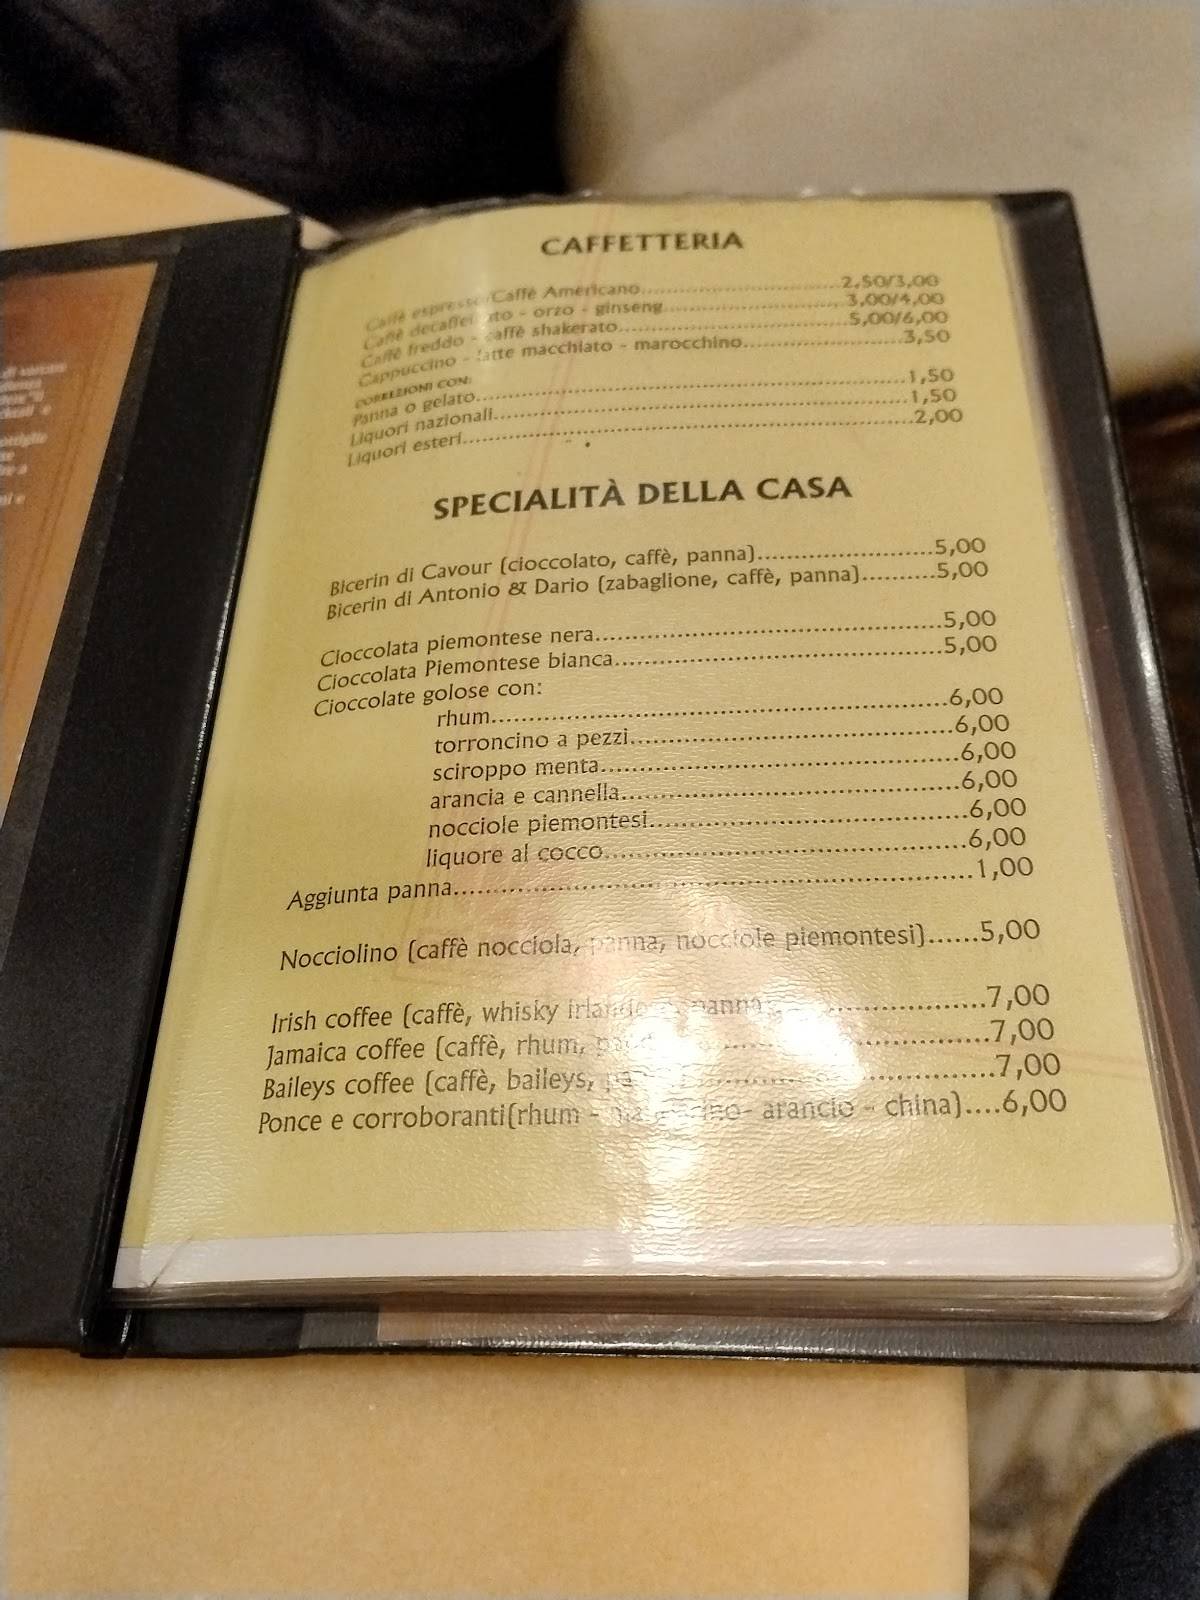 di
CAFFETTERIA
Caffè espresso/Caffè Americano..............................2,50/3,00
Caffè decaffei to - orzo - ginseng............................3,00/4,00
Caffè freddo - caffè shakerato...................................5,00/6,00
Cappuccino - latte macchiato - marocchino........................3,50
CORREZIONI CON:
Panna o gelato..................................................................1,50
Liquori nazionali................................................................1,50
Liquori esteri......................................................................2,00
SPECIALITÀ DELLA CASA
Bicerin di Cavour (cioccolato, caffè, panna)........................5,00
Bicerin di Antonio & Dario (zabaglione, caffè, panna)..........5,00
Cioccolata piemontese nera................................................5,00
Cioccolata Piemontese bianca.............................................5,00
Cioccolate golose con:
rhum...............................................................6,00
torroncino a pezzi............................................6,00
sciroppo menta................................................6,00
arancia e cannella.............................................6,00
nocciole piemontesi..........................................6,00
liquore al cocco................................................6,00
Aggiunta panna....................................................................1,00
Nocciolino (caffè nocciola, panna, nocciole piemontesi)......5,00
Irish coffee (caffè, whisky panna ......................7,00
Jamaica coffee (caffè, rhum, ......................7,00
Baileys coffee (caffè, baileys, ......................7,00
Ponce e corroboranti(rhum - - arancio - china)....6,00